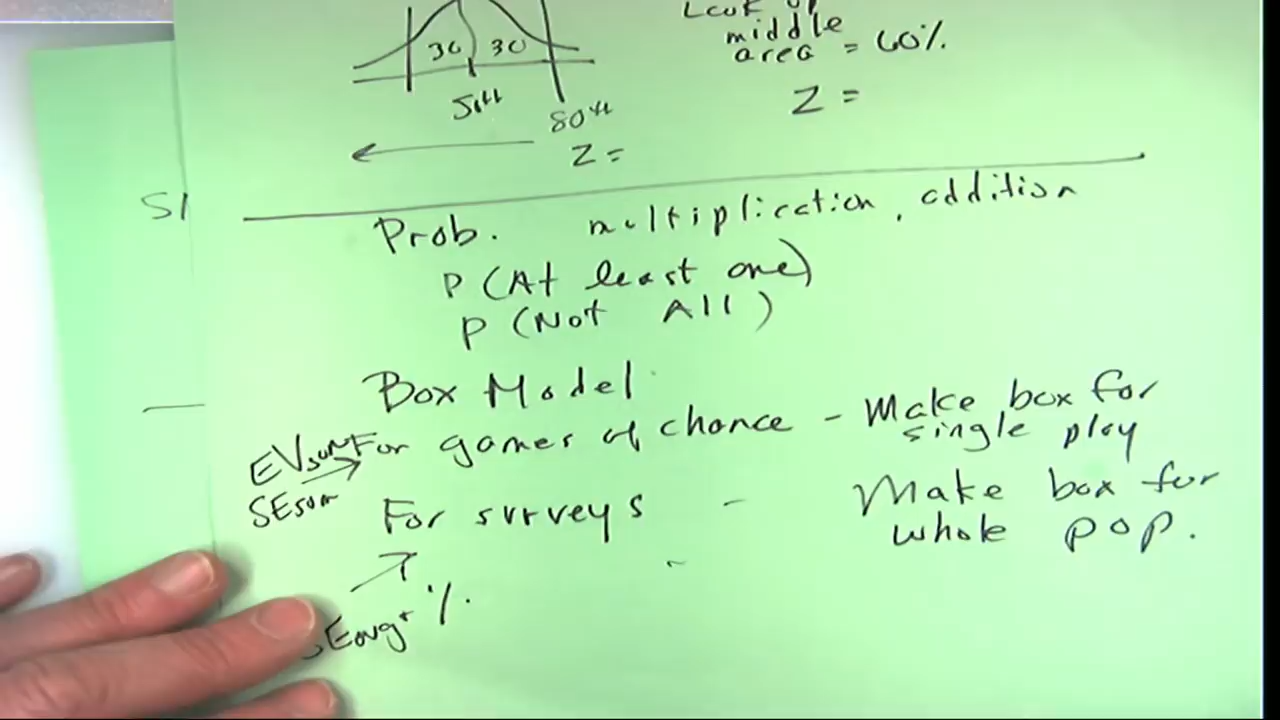 Look up
middle
area = 60%
30 30
50th
80th
Z =
Z =
Prob. multiplication, addition
P (At least one)
P (Not All)
Box Model
EVsum For games of chance - Make box for
single play
SEsum
For surveys - Make box for
whole pop.
SEavg + %